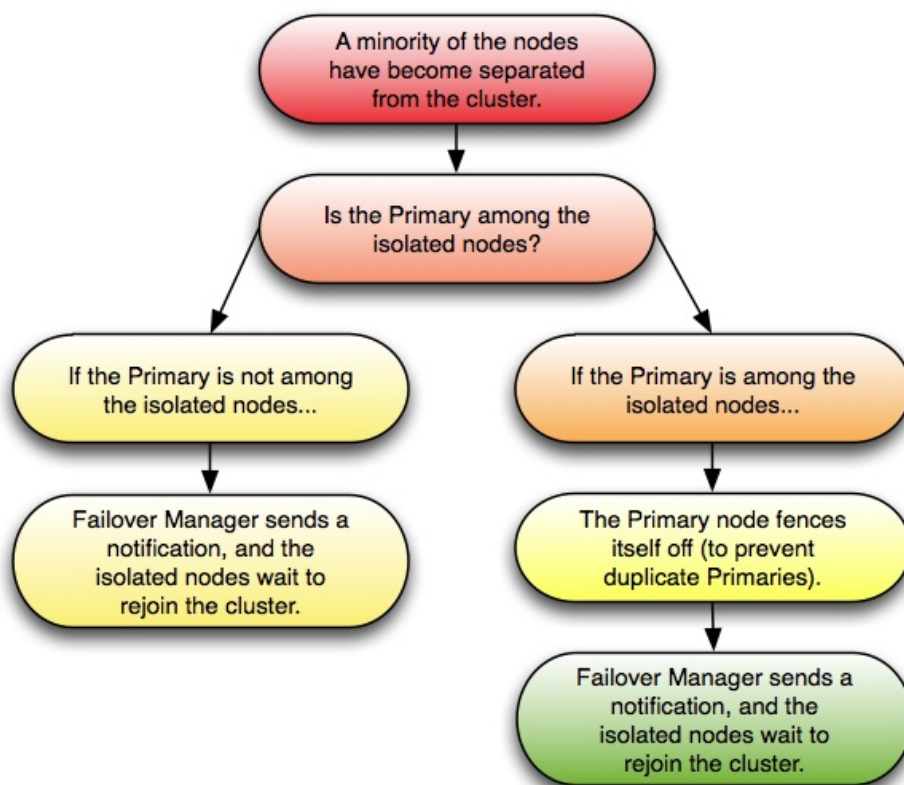 A minority of the nodes
have become separated
from the cluster.
Is the Primary among the
isolated nodes?
If the Primary is not among
the isolated nodes...
If the Primary is among the
isolated nodes...
Failover Manager sends a
notification, and the
isolated nodes wait to
rejoin the cluster.
The Primary node fences
itself off (to prevent
duplicate Primaries).
Failover Manager sends a
notification, and the
isolated nodes wait to
rejoin the cluster.